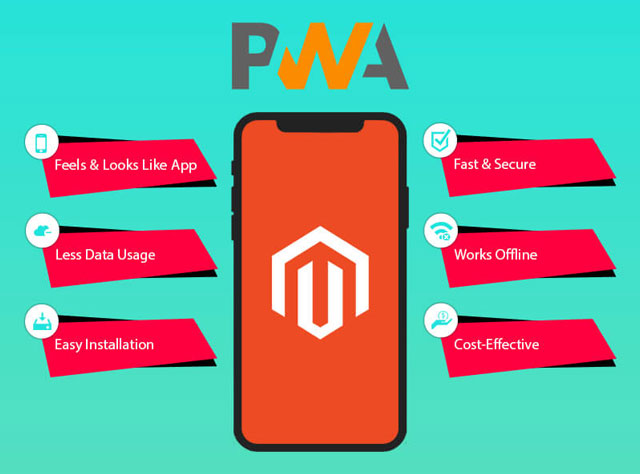 PWA
Feels & Looks Like App
Fast & Secure
Less Data Usage
Works Offline
Easy Installation
Cost-Effective